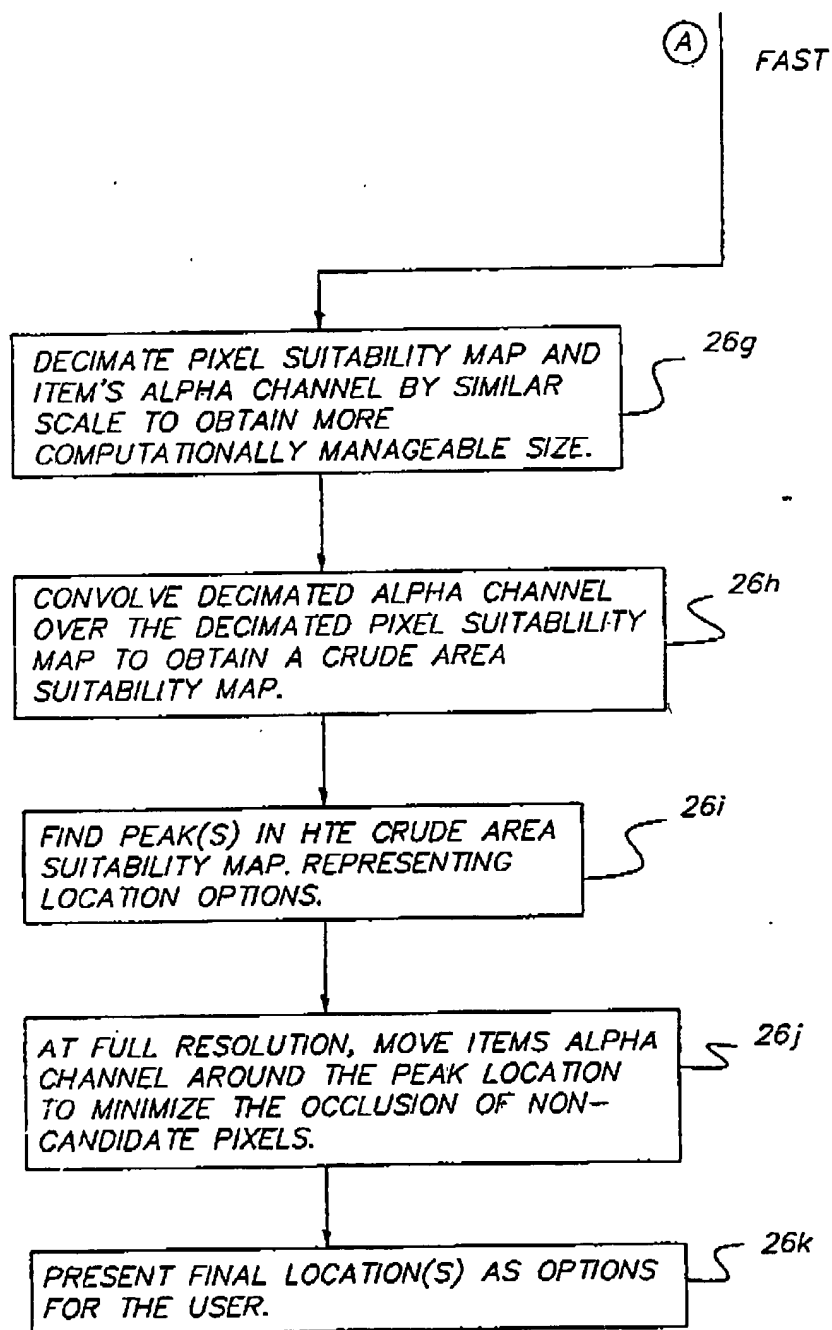 A
FAST
26g
DECIMATE PIXEL SUITABILITY MAP AND
ITEM'S ALPHA CHANNEL BY SIMILAR
SCALE TO OBTAIN MORE
COMPUTATIONALLY MANAGEABLE SIZE.
26h
CONVOLVE DECIMATED ALPHA CHANNEL
OVER THE DECIMATED PIXEL SUITABLILITY
MAP TO OBTAIN A CRUDE AREA
SUITABILITY MAP.
26i
FIND PEAK(S) IN HTE CRUDE AREA
SUITABILITY MAP. REPRESENTING
LOCATION OPTIONS.
26j
AT FULL RESOLUTION, MOVE ITEMS ALPHA
CHANNEL AROUND THE PEAK LOCATION
TO MINIMIZE THE OCCLUSION OF NON-
CANDIDATE PIXELS.
26k
PRESENT FINAL LOCATION(S) AS OPTIONS
FOR THE USER.